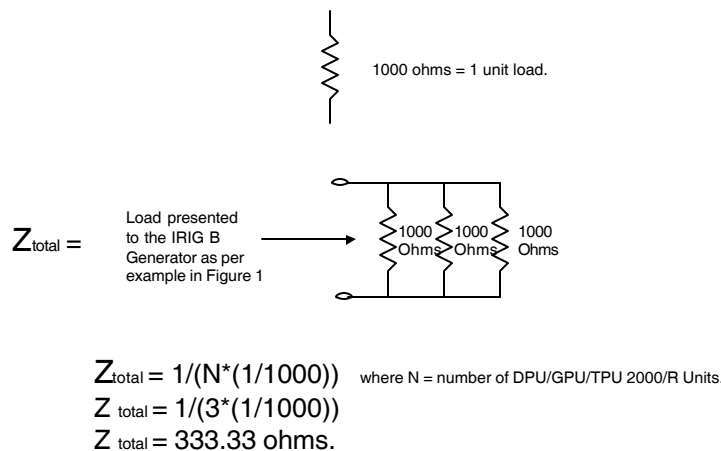 1000 ohms = 1 unit load.
Z total =
Load presented
to the IRIG B
Generator as per
example in Figure 1
1000
Ohms
1000
Ohms
1000
Ohms
Z total = 1/(N*(1/1000)) where N = number of DPU/GPU/TPU 2000/R Units.
Z total = 1/(3*(1/1000))
Z total = 333.33 ohms.